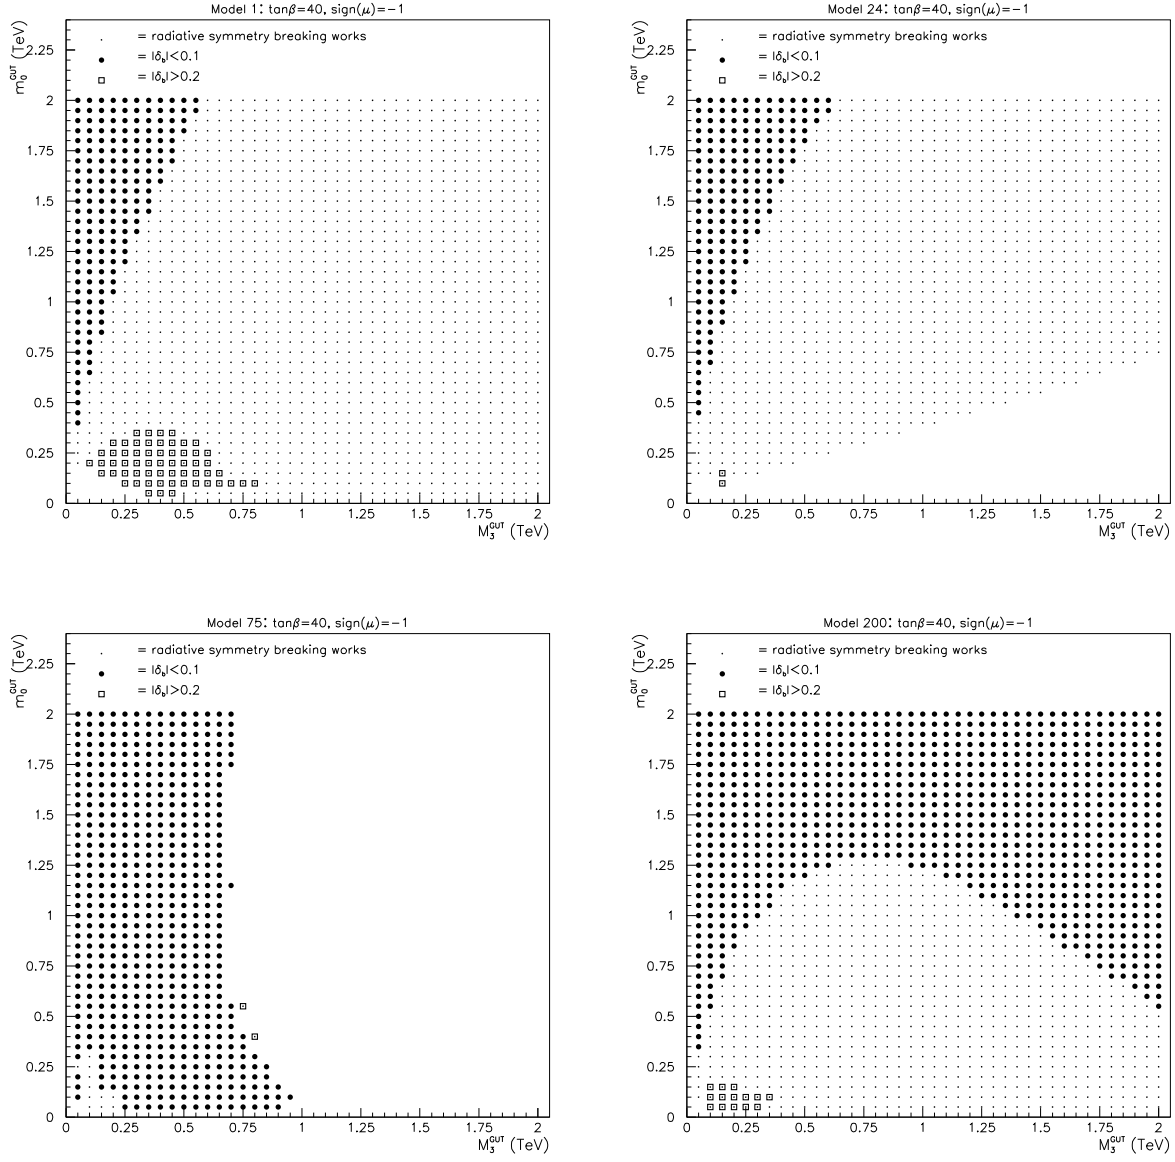 Model 1: tanβ=40, sign(μ)=−1
m₀ᴳᵁᵀ (TeV)
= radiative symmetry breaking works
= |δb|<0.1
= |δb|>0.2
2.25
2
1.75
1.5
1.25
1
0.75
0.5
0.25
0
0 0.25 0.5 0.75 1 1.25 1.5 1.75 2
M₃ᴳᵁᵀ (TeV)
Model 24: tanβ=40, sign(μ)=−1
m₀ᴳᵁᵀ (TeV)
= radiative symmetry breaking works
= |δb|<0.1
= |δb|>0.2
2.25
2
1.75
1.5
1.25
1
0.75
0.5
0.25
0
0 0.25 0.5 0.75 1 1.25 1.5 1.75 2
M₃ᴳᵁᵀ (TeV)
Model 75: tanβ=40, sign(μ)=−1
m₀ᴳᵁᵀ (TeV)
= radiative symmetry breaking works
= |δb|<0.1
= |δb|>0.2
2.25
2
1.75
1.5
1.25
1
0.75
0.5
0.25
0
0 0.25 0.5 0.75 1 1.25 1.5 1.75 2
M₃ᴳᵁᵀ (TeV)
Model 200: tanβ=40, sign(μ)=−1
m₀ᴳᵁᵀ (TeV)
= radiative symmetry breaking works
= |δb|<0.1
= |δb|>0.2
2.25
2
1.75
1.5
1.25
1
0.75
0.5
0.25
0
0 0.25 0.5 0.75 1 1.25 1.5 1.75 2
M₃ᴳᵁᵀ (TeV)